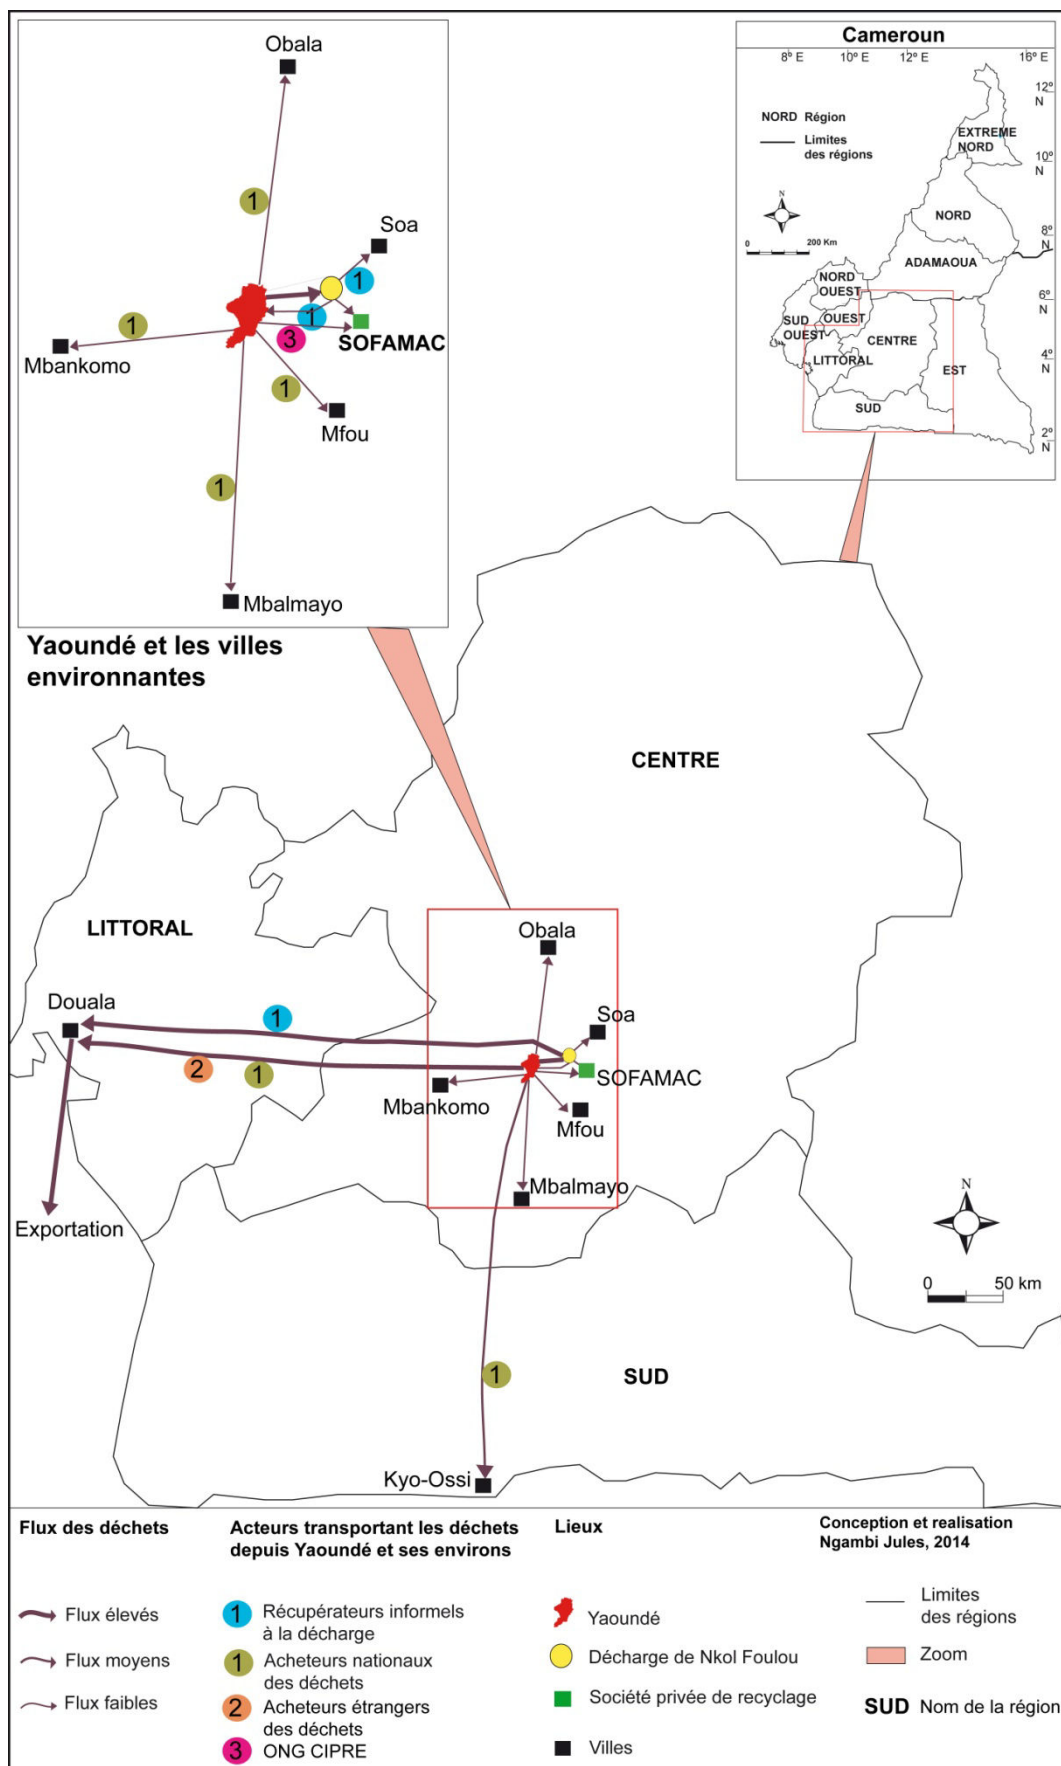 Obala
1
Soa
1
1
3
SOFAMAC
1
Mbankomo
1
Mfou
1
Mbalmayo
Yaoundé et les villes
environnantes
Cameroun
8° E
10° E
12° E
16° E
NORD Région
Limites
des régions
N
0
200 Km
12°
N
10°
N
8°
N
6°
N
4°
N
2°
N
EXTREME
NORD
NORD
ADAMAOUA
NORD
OUEST
OUEST
SUD
OUEST
LITTORAL
CENTRE
EST
SUD
CENTRE
LITTORAL
Douala
1
2
1
Exportation
Obala
Soa
SOFAMAC
Mbankomo
Mfou
Mbalmayo
N
0
50 km
1
SUD
Kyo-Ossi
Flux des déchets
Flux élevés
Flux moyens
Flux faibles
Acteurs transportant les déchets
depuis Yaoundé et ses environs
1 Récupérateurs informels
à la décharge
1 Acheteurs nationaux
des déchets
2 Acheteurs étrangers
des déchets
3 ONG CIPRE
Lieux
Yaoundé
Décharge de Nkol Foulou
Société privée de recyclage
Villes
Conception et realisation
Ngambi Jules, 2014
Limites
des régions
Zoom
SUD Nom de la région